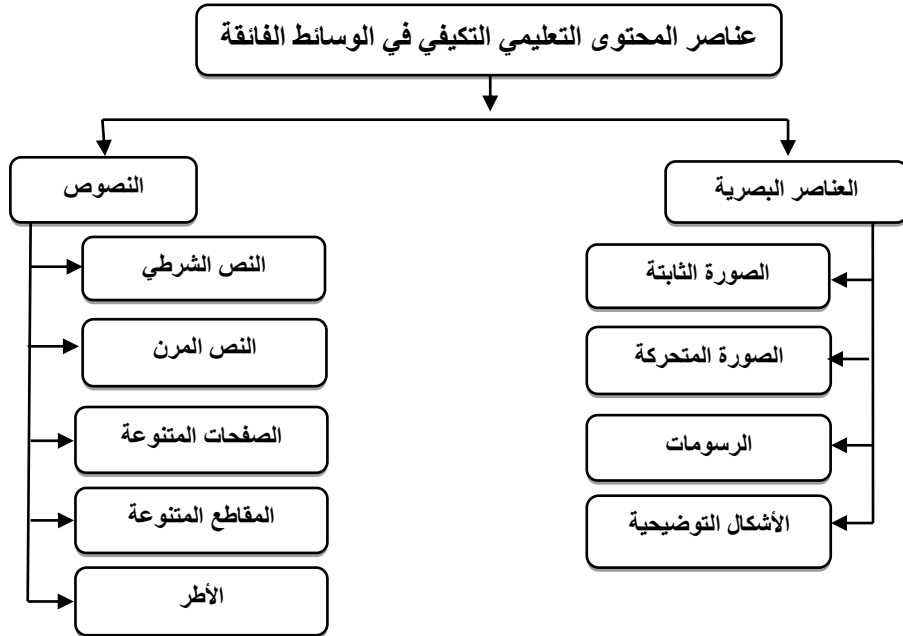 عناصر المحتوى التعليمي التكيفي في الوسائط الفائقة
العناصر البصرية
الصورة الثابتة
الصورة المتحركة
الرسومات
الأشكال التوضيحية
النصوص
النص الشرطي
النص المرن
الصفحات المتنوعة
المقاطع المتنوعة
الأطر